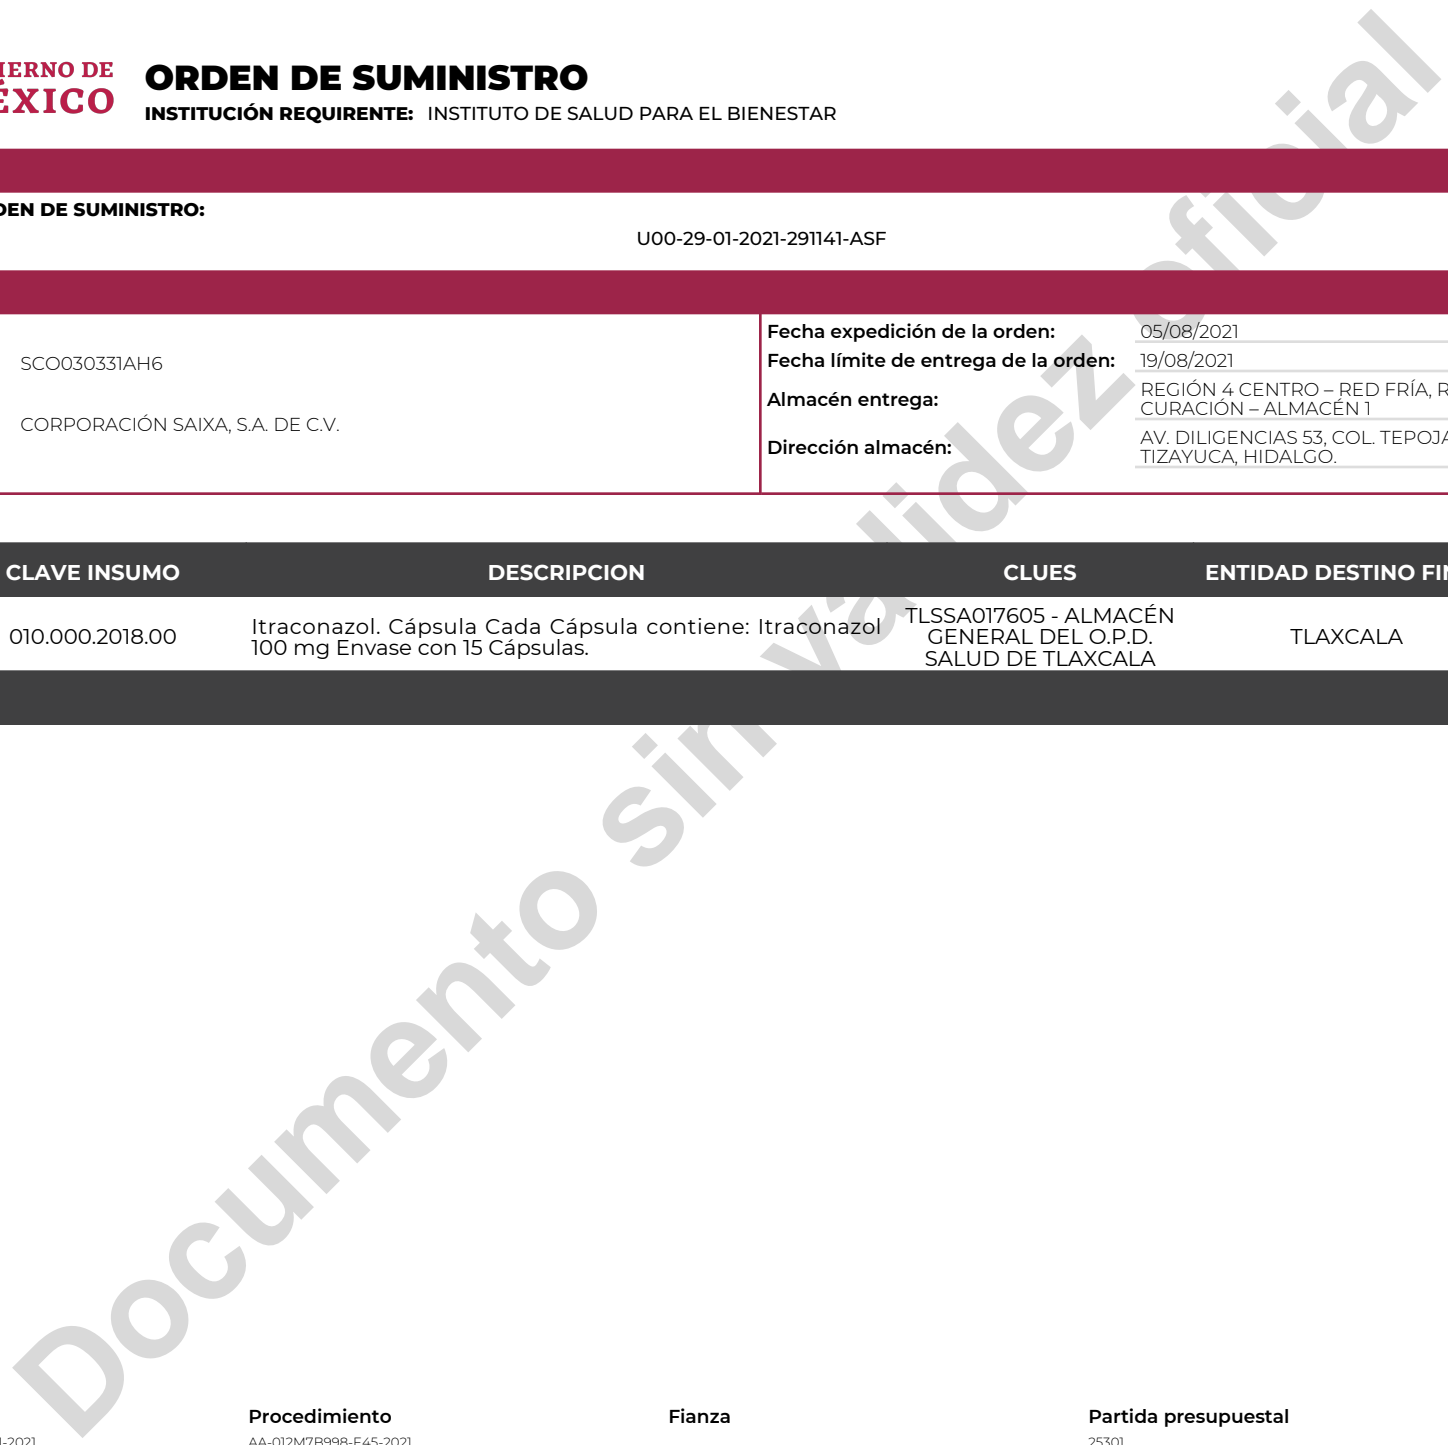 DE
ORDEN DE SUMINISTRO
INSTITUCIÓN REQUIRENTE: INSTITUTO DE SALUD PARA EL BIENESTAR
DE SUMINISTRO:
U00-29-01-2021-291141-ASF
SCO030331AH6
CORPORACIÓN SAIXA, S.A. DE C.V.
Fecha expedición de la orden: 05/08/2021
Fecha límite de entrega de la orden: 19/08/2021
Almacén entrega: REGIÓN 4 CENTRO – RED FRÍA,
CURACIÓN – ALMACÉN 1
Dirección almacén: AV. DILIGENCIAS 53, COL.
TIZAYUCA, HIDALGO.
CLAVE INSUMO DESCRIPCION CLUES ENTIDAD DESTINO
010.000.2018.00
Itraconazol. Cápsula Cada Cápsula contiene: Itraconazol
100 mg Envase con 15 Cápsulas.
TLSSA017605 - ALMACÉN
GENERAL DEL O.P.D.
SALUD DE TLAXCALA
TLAXCALA
Documento sin validez oficial
Procedimiento Fianza Partida presupuestal
AA-012M7B998-E45-2021 25301